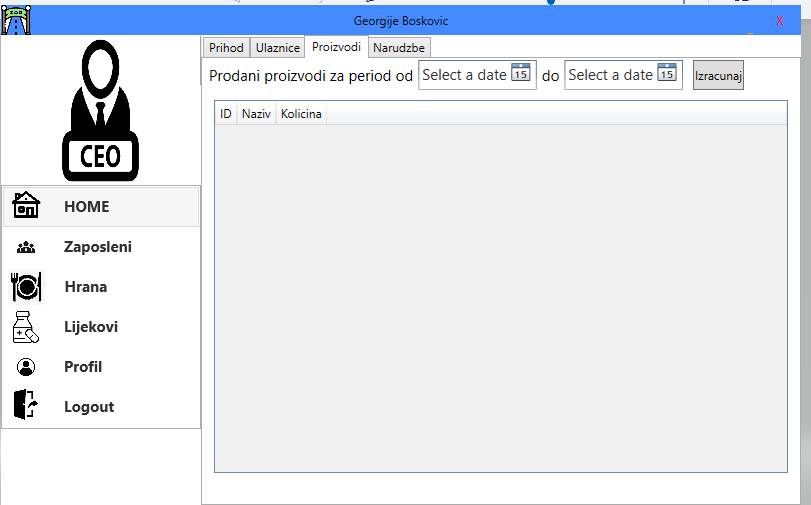 Georgije Boskovic
X
Prihod Ulaznice Proizvodi Narudzbe
Prodani proizvodi za period od Select a date 15 do Select a date 15 Izracunaj
ID Naziv Kolicina
CEO
HOME
Zaposleni
Hrana
Lijekovi
Profil
Logout